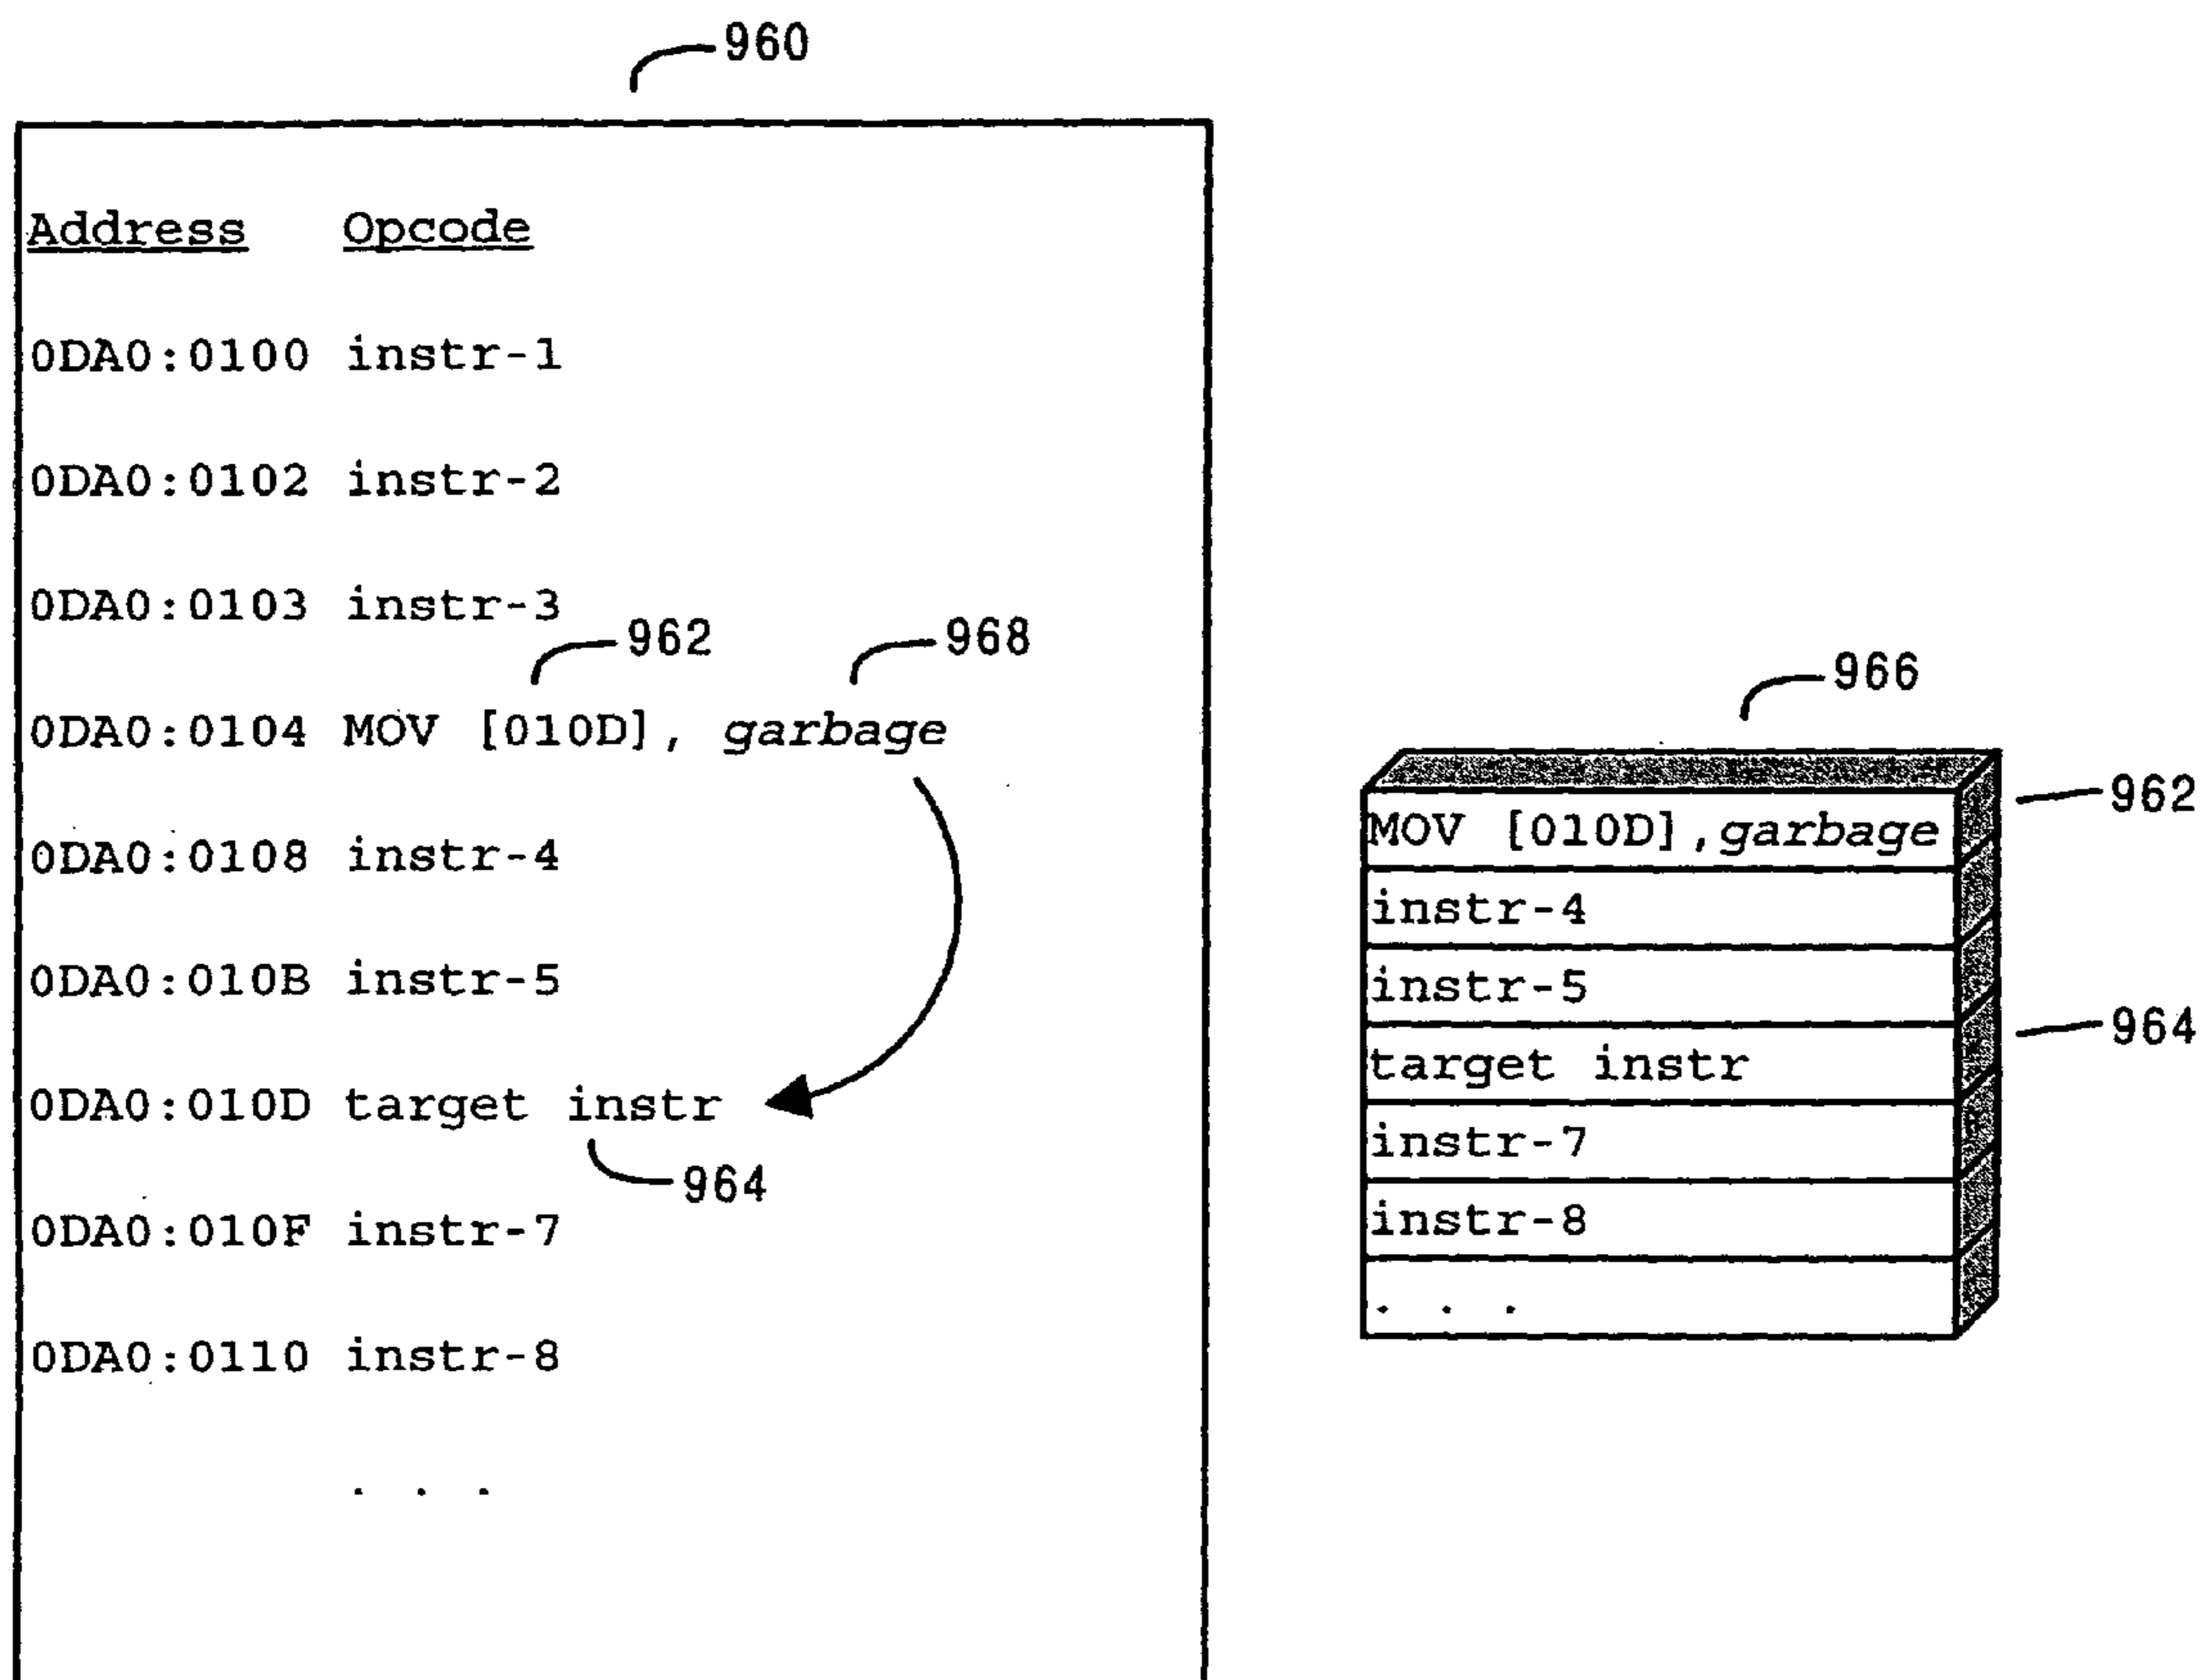 960
Address Opcode
0DA0:0100 instr-1
0DA0:0102 instr-2
0DA0:0103 instr-3
962
968
0DA0:0104 MOV [010D], garbage
0DA0:0108 instr-4
0DA0:010B instr-5
0DA0:010D target instr
964
0DA0:010F instr-7
0DA0:0110 instr-8
. . .
966
MOV [010D],garbage
962
instr-4
instr-5
target instr
964
instr-7
instr-8
. . .